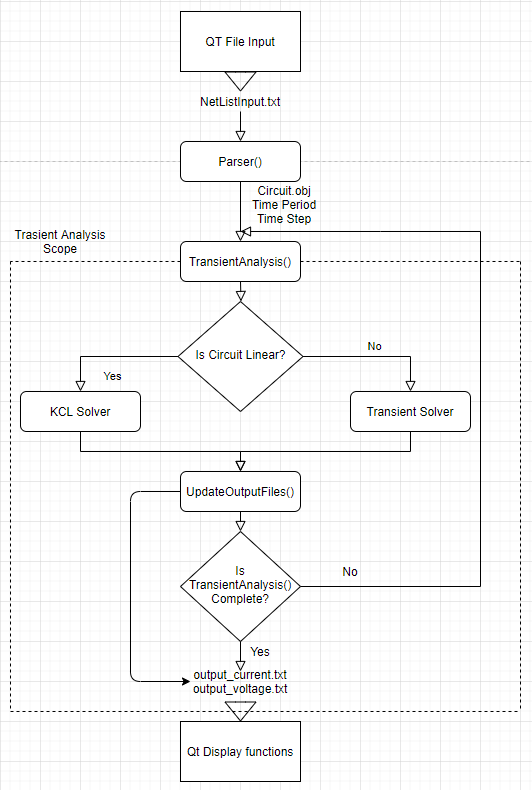 QT File Input
NetListInput.txt
Parser()
Circuit.obj
Time Period
Time Step
Trasient Analysis
Scope
TransientAnalysis()
Is Circuit Linear?
No
Yes
KCL Solver
Transient Solver
UpdateOutputFiles()
Is
TransientAnalysis()
Complete?
No
Yes
output_current.txt
output_voltage.txt
Qt Display functions